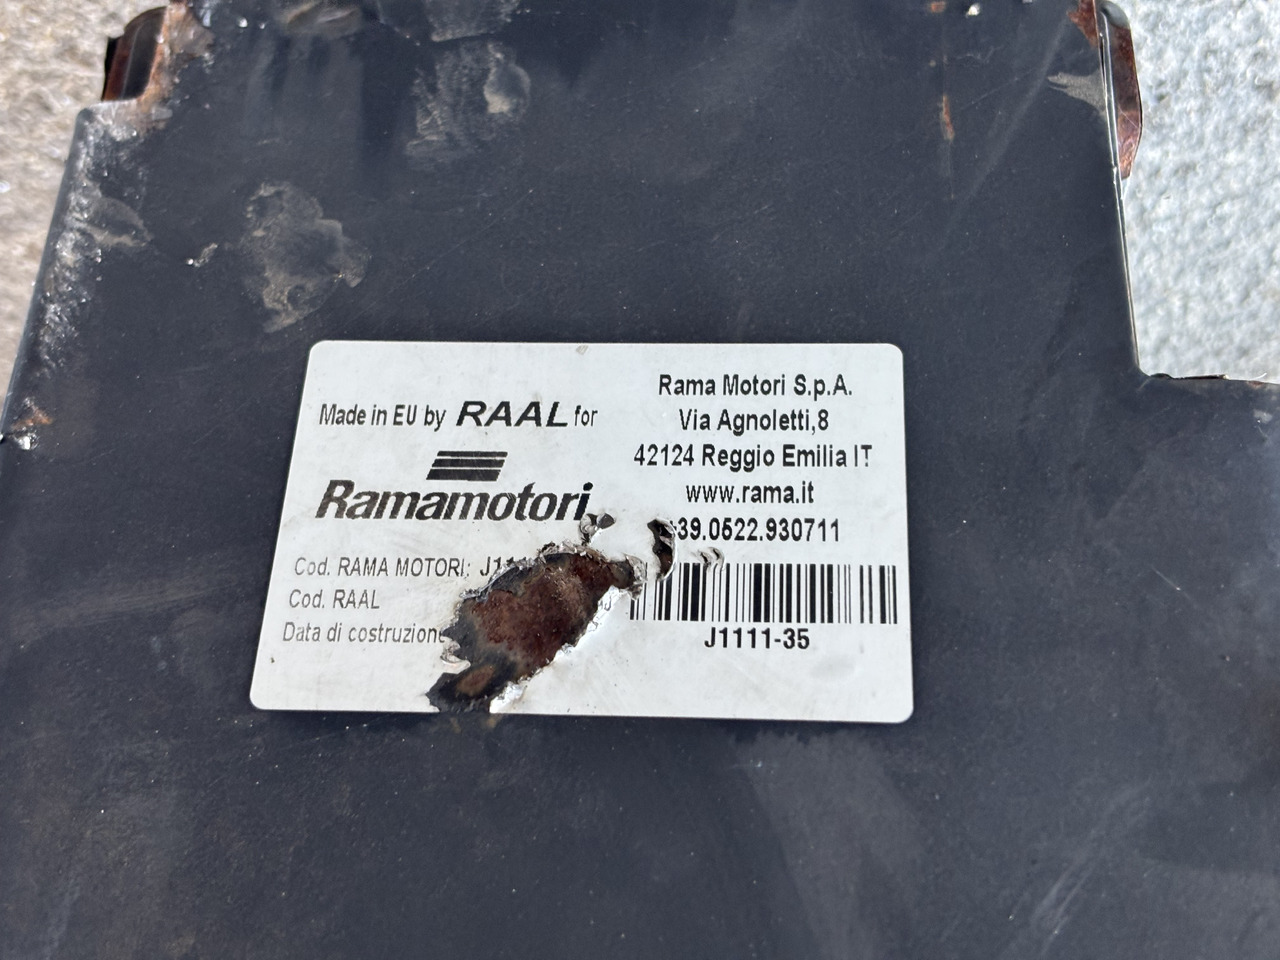 Made in EU by RAAL for
Ramamotori
Rama Motori S.p.A.
Via Agnoletti,8
42124 Reggio Emilia IT
www.rama.it
39.0522.930711
Cod. RAMA MOTORI:
Cod. RAAL
Data di costruzione
J1111-35